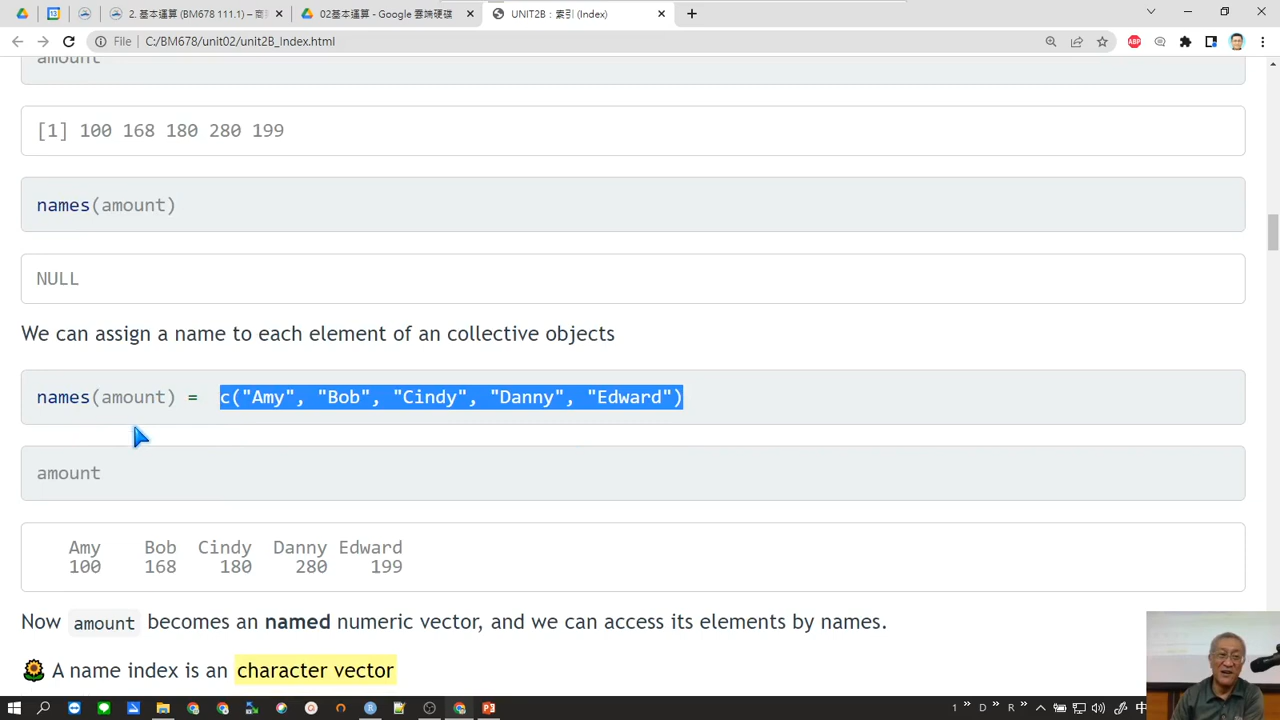 2. 基本運算 (BM678 111.1) – 商
02基本運算 - Google 雲端硬碟
UNIT2B：索引 (Index)
File
C:/BM678/unit02/unit2B_Index.html
ABP
amount
[1] 100 168 180 280 199
names(amount)
NULL
We can assign a name to each element of an collective objects
names(amount) = c("Amy", "Bob", "Cindy", "Danny", "Edward")
amount
Amy Bob Cindy Danny Edward
100 168 180 280 199
Now amount becomes an named numeric vector, and we can access its elements by names.
🌻 A name index is an character vector
1 » D » R » 中